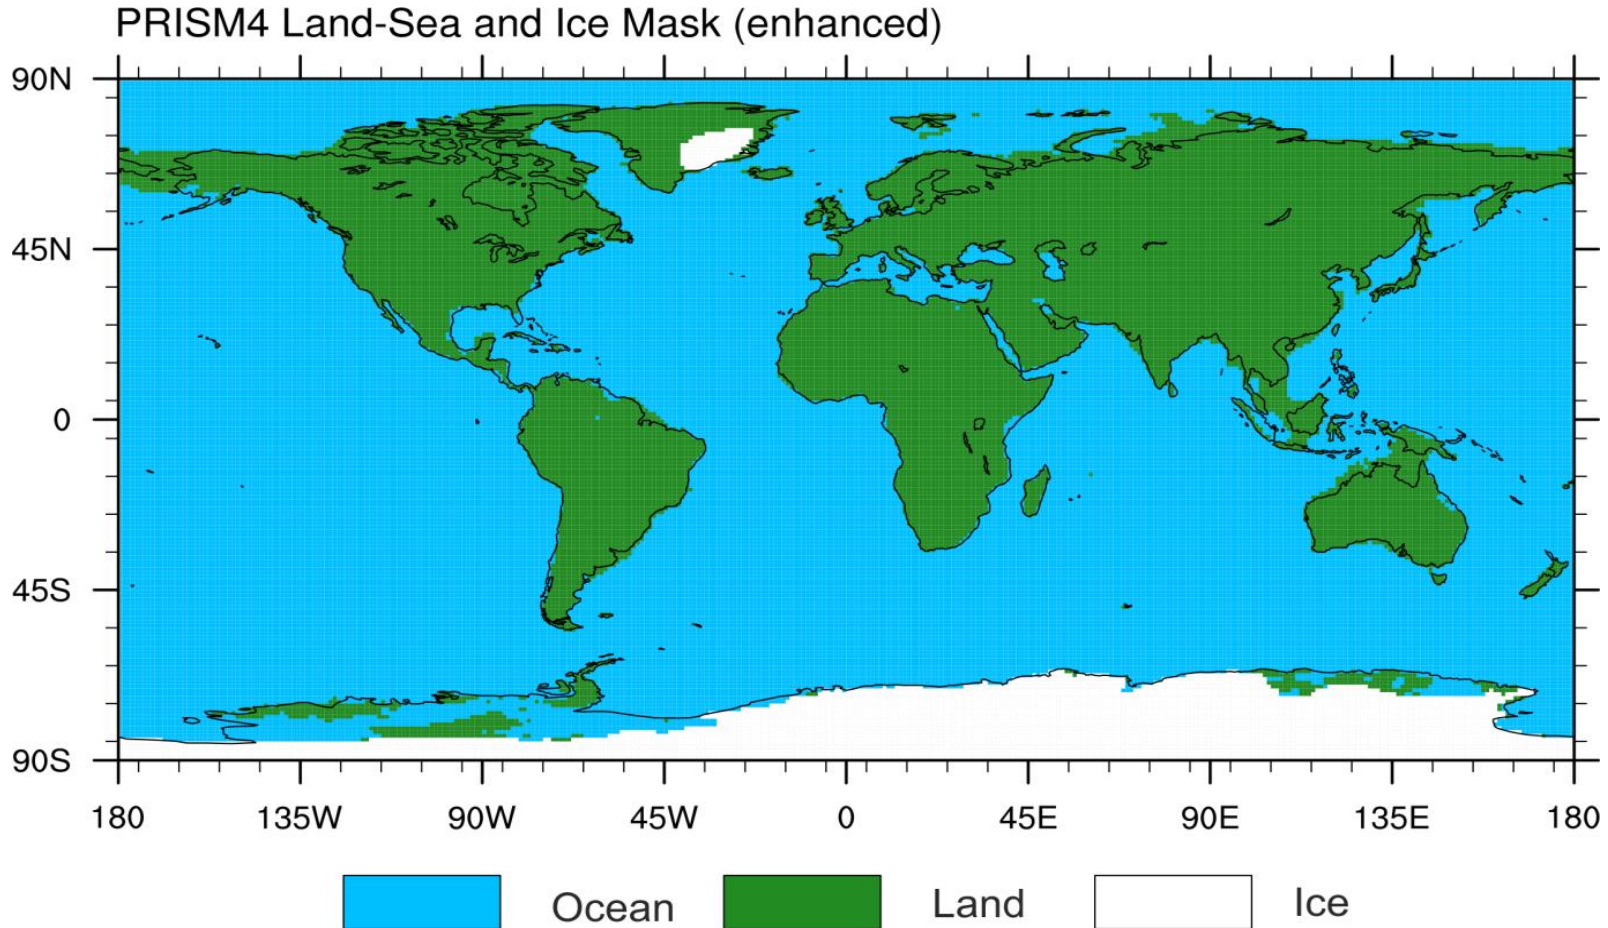 PRISM4 Land-Sea and Ice Mask (enhanced)
90N
45N
0
45S
90S
180 135W 90W 45W 0 45E 90E 135E 180
Ocean Land Ice